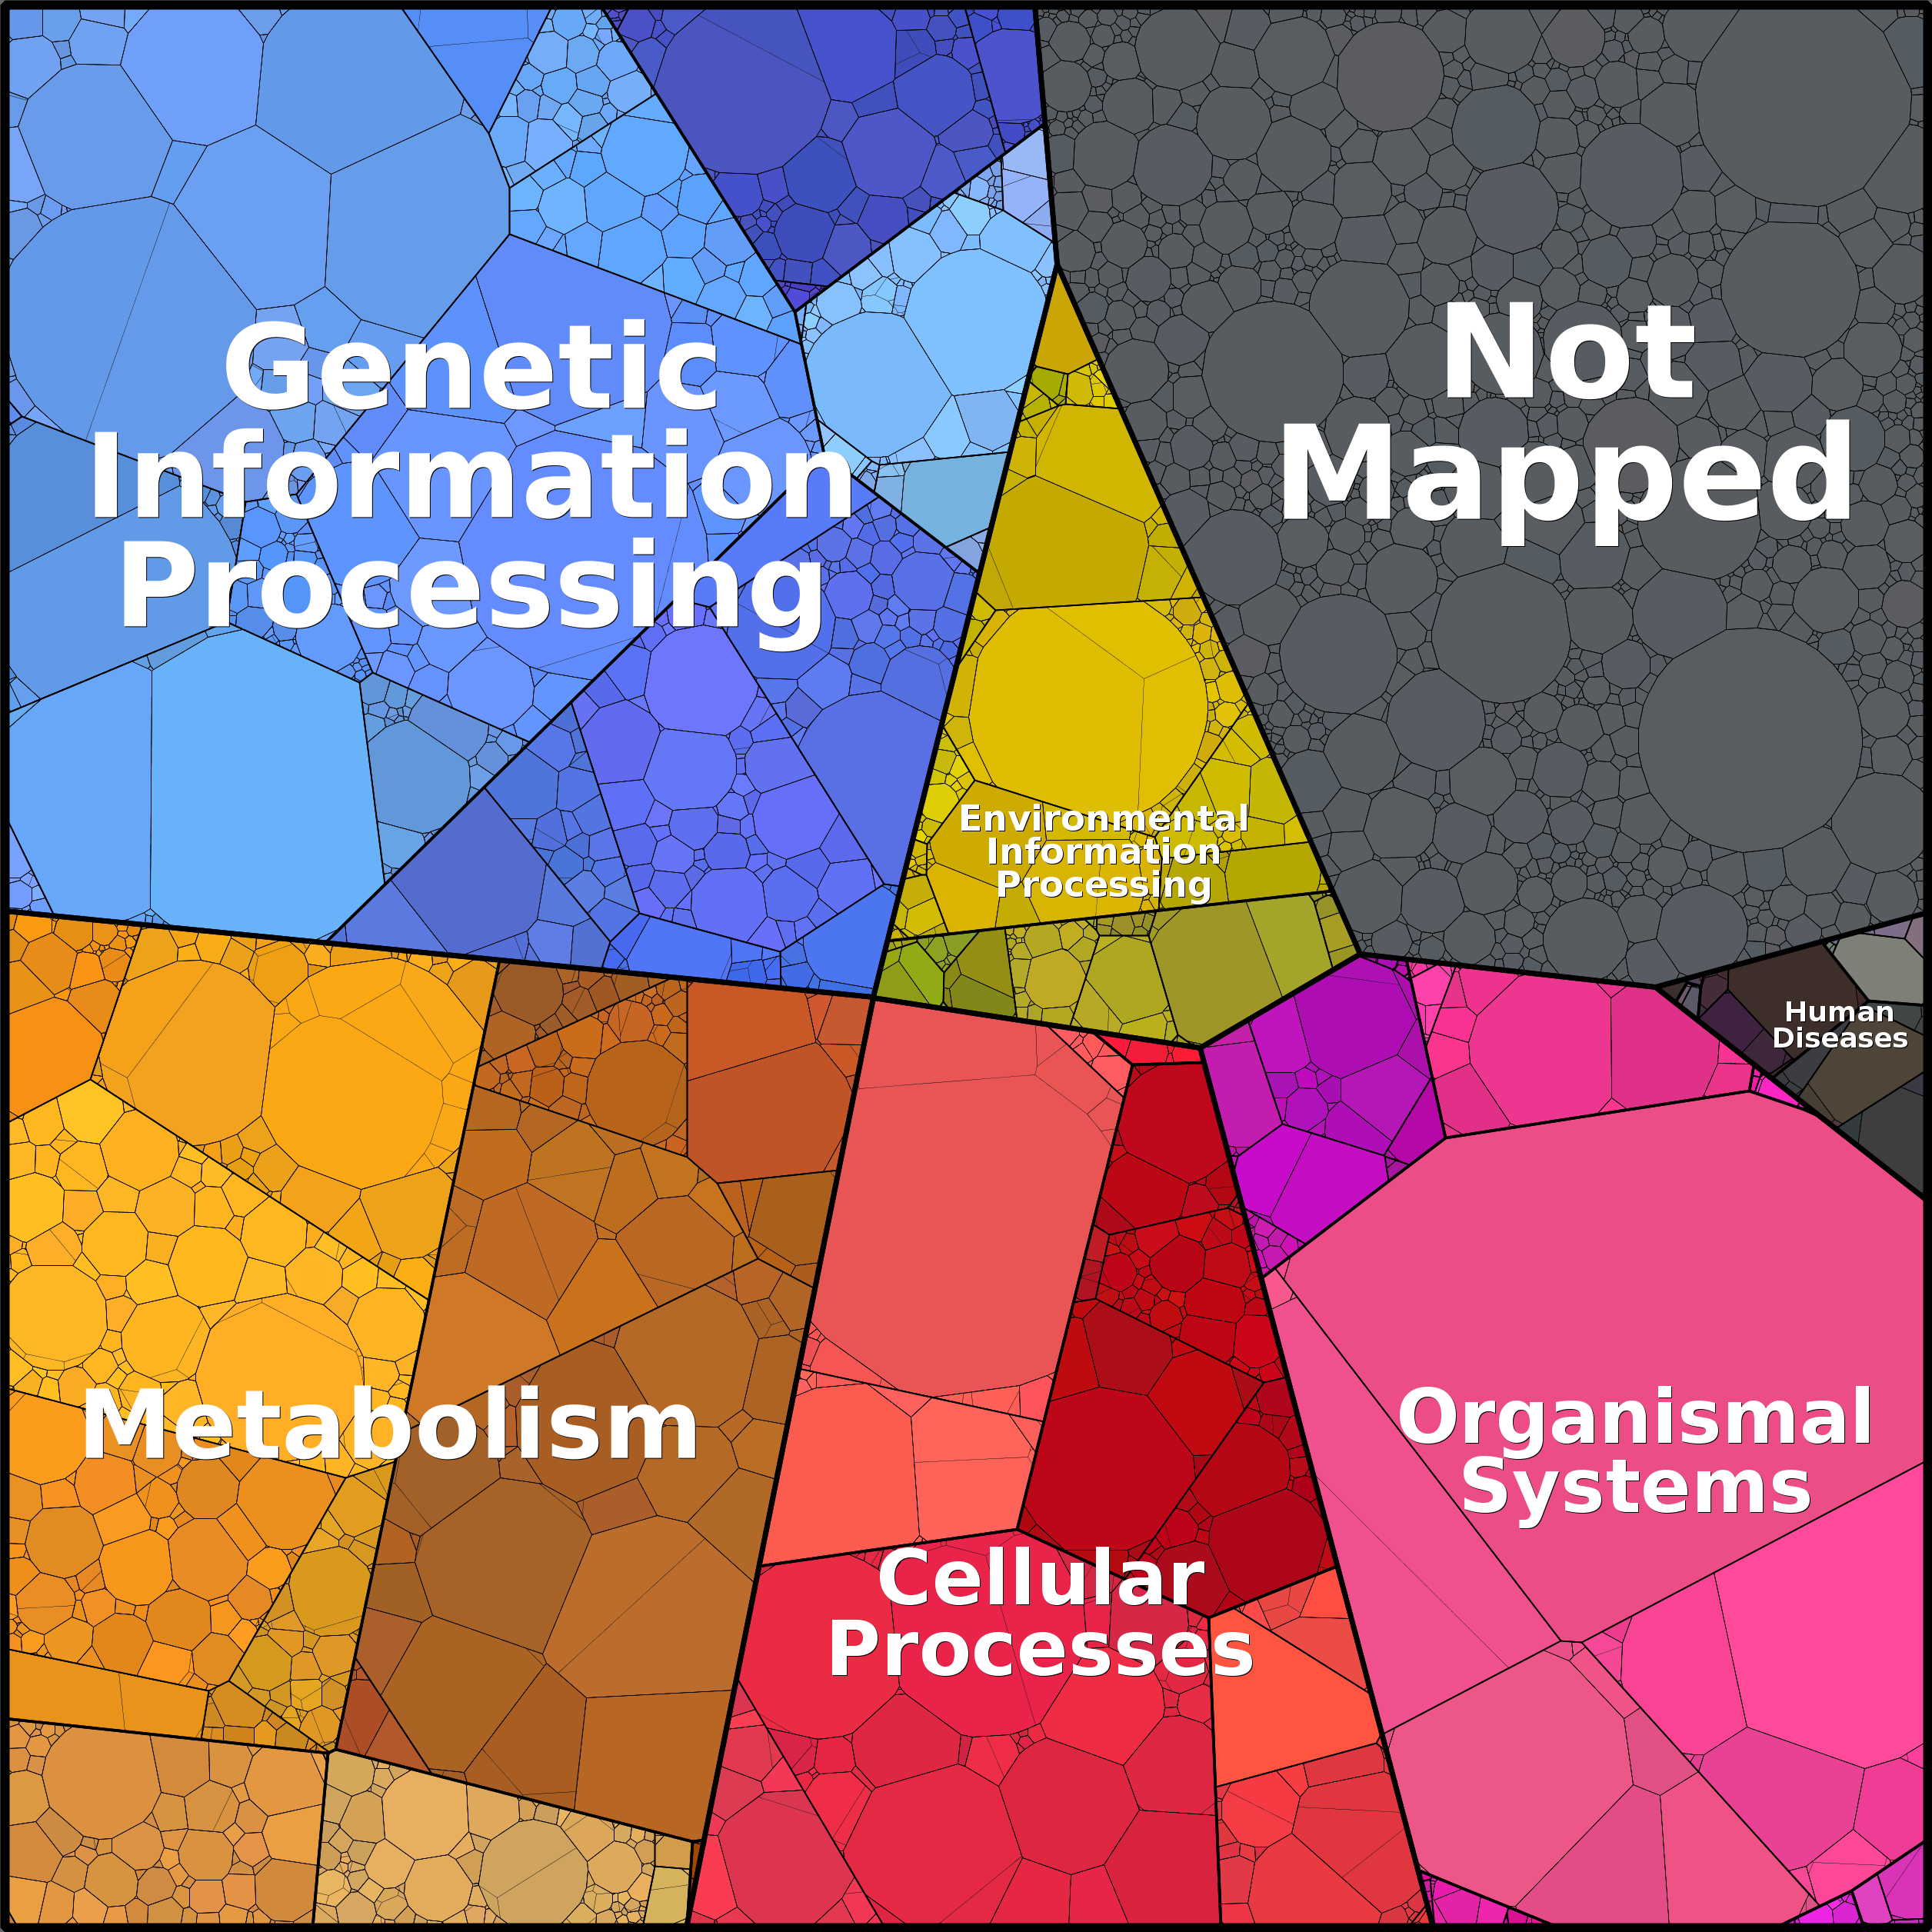 Genetic
Information
Processing
Not
Mapped
Environmental
Information
Processing
Human
Diseases
Metabolism
Cellular
Processes
Organismal
Systems